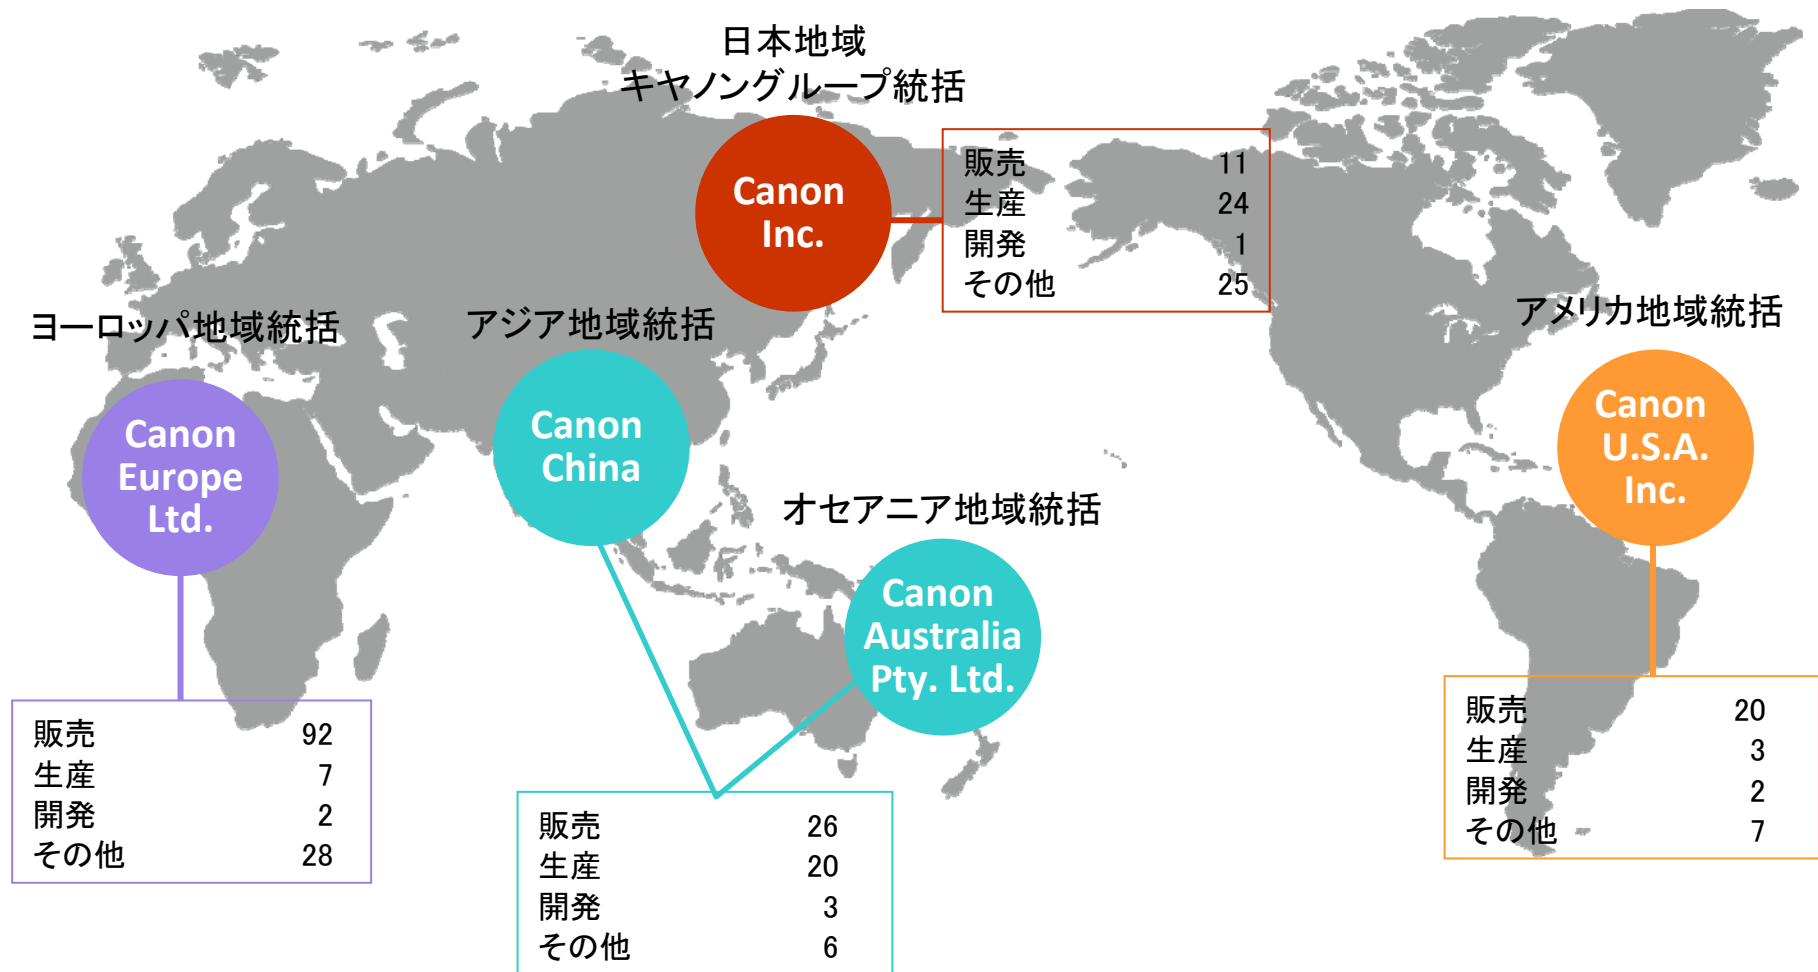 日本地域
キヤノングループ統括
Canon
Inc.
販売 11
生産 24
開発 1
その他 25
ヨーロッパ地域統括
Canon
Europe
Ltd.
販売 92
生産 7
開発 2
その他 28
アジア地域統括
Canon
China
オセアニア地域統括
Canon
Australia
Pty. Ltd.
販売 26
生産 20
開発 3
その他 6
アメリカ地域統括
Canon
U.S.A.
Inc.
販売 20
生産 3
開発 2
その他 7